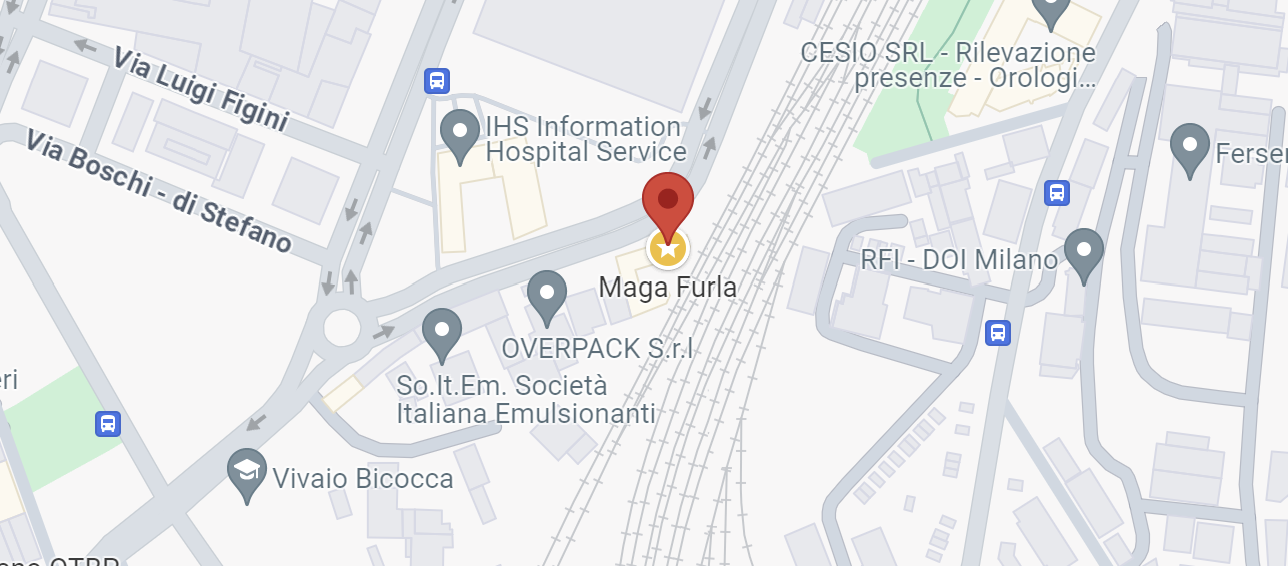 Via Luigi Figini
CESIO SRL - Rilevazione
presenze - Orologi...
IHS Information
Hospital Service
Via Boschi - di Stefano
RFI - DOI Milano
Maga Furla
OVERPACK S.r.l
So.It.Em. Società
Italiana Emulsionanti
Vivaio Bicocca